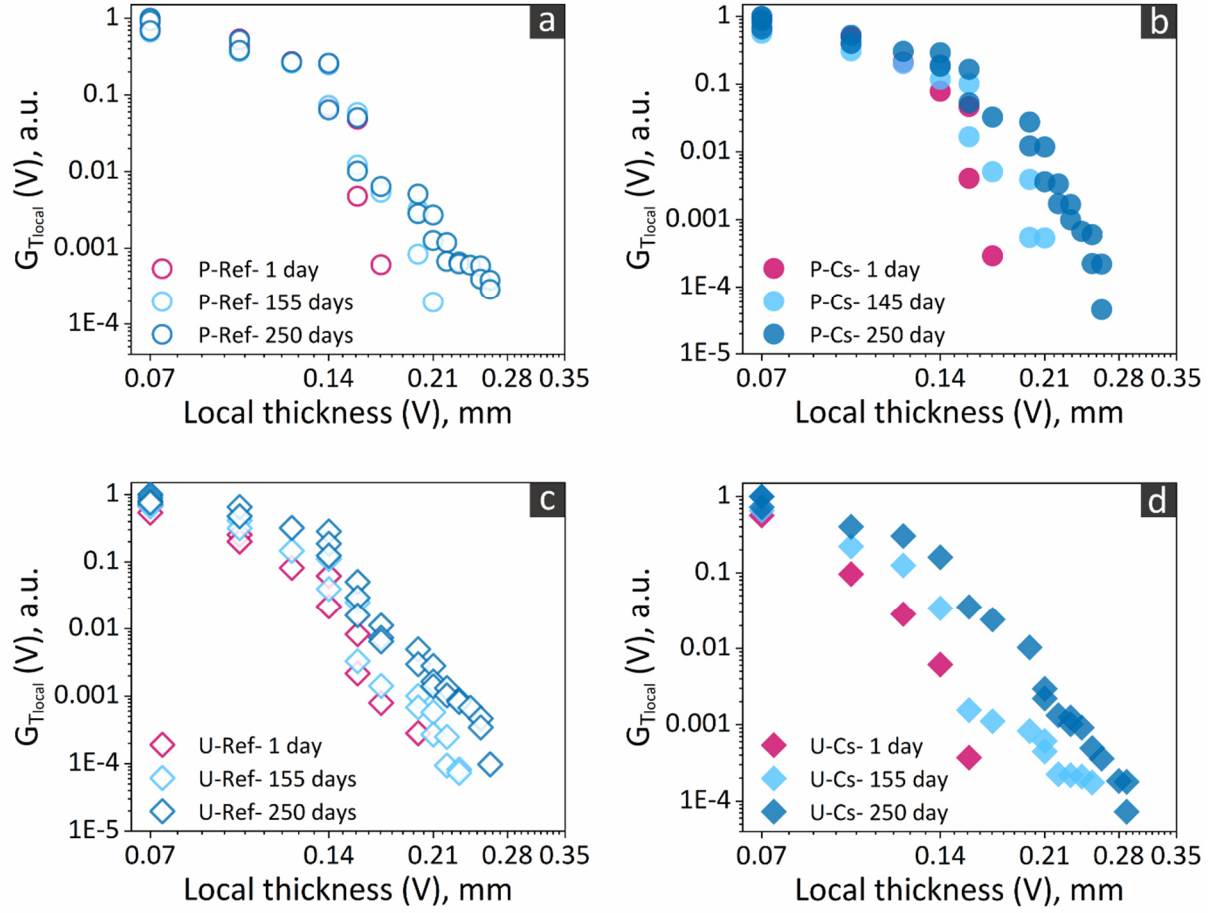 a
1
0.1
0.01
0.001
1E-4
G_Tlocal (V), a.u.
P-Ref- 1 day
P-Ref- 155 days
P-Ref- 250 days
0.07 0.14 0.21 0.28 0.35
Local thickness (V), mm
b
1
0.1
0.01
0.001
1E-4
1E-5
G_Tlocal (V), a.u.
P-Cs- 1 day
P-Cs- 145 day
P-Cs- 250 day
0.07 0.14 0.21 0.28 0.35
Local thickness (V), mm
c
1
0.1
0.01
0.001
1E-4
1E-5
G_Tlocal (V), a.u.
U-Ref- 1 day
U-Ref- 155 days
U-Ref- 250 days
0.07 0.14 0.21 0.28 0.35
Local thickness (V), mm
d
1
0.1
0.01
0.001
1E-4
G_Tlocal (V), a.u.
U-Cs- 1 day
U-Cs- 155 day
U-Cs- 250 day
0.07 0.14 0.21 0.28 0.35
Local thickness (V), mm